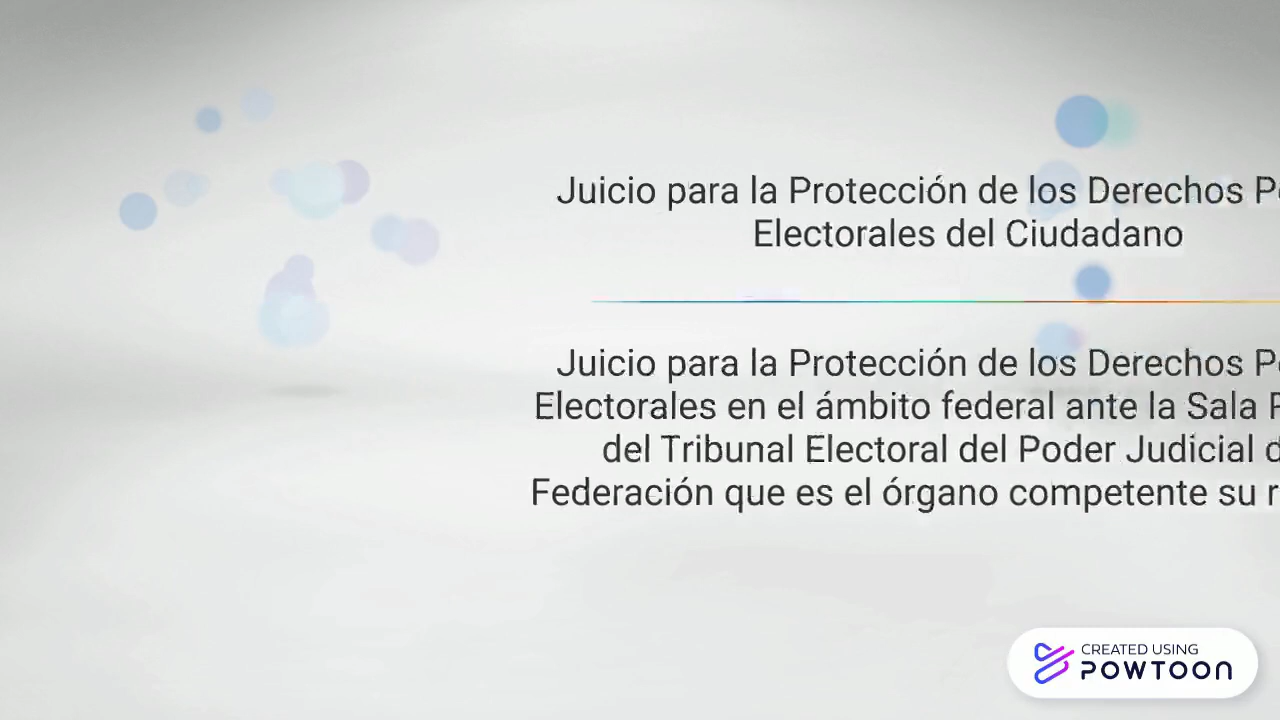 Juicio para la Protección de los Derechos
Electorales del Ciudadano
Juicio para la Protección de los Derechos
Electorales en el ámbito federal ante la Sala
del Tribunal Electoral del Poder Judicial
Federación que es el órgano competente su
CREATED USING
POWTOON